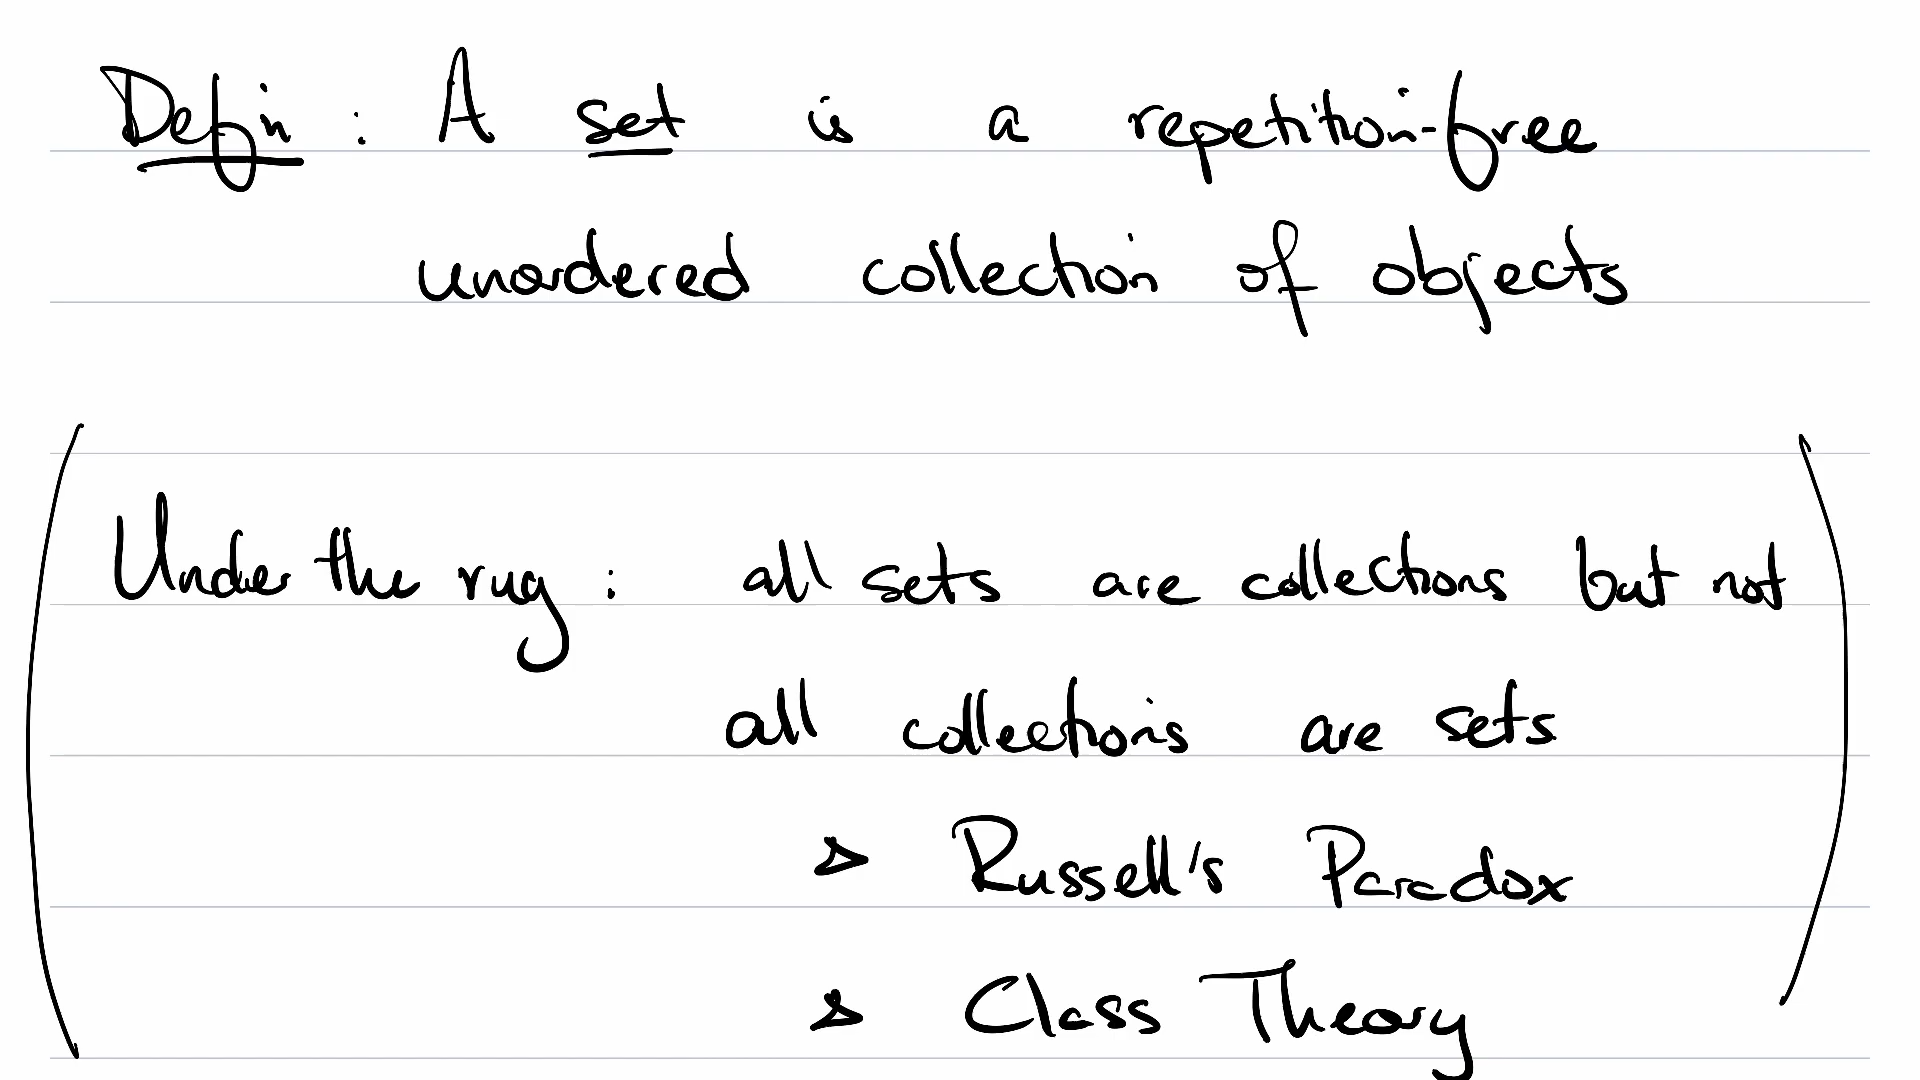 Defn : A set is a repetition-free
unordered collection of objects
Under the rug : all sets are collections but not
all collections are sets
▹ Russell's Paradox
▹ Class Theory